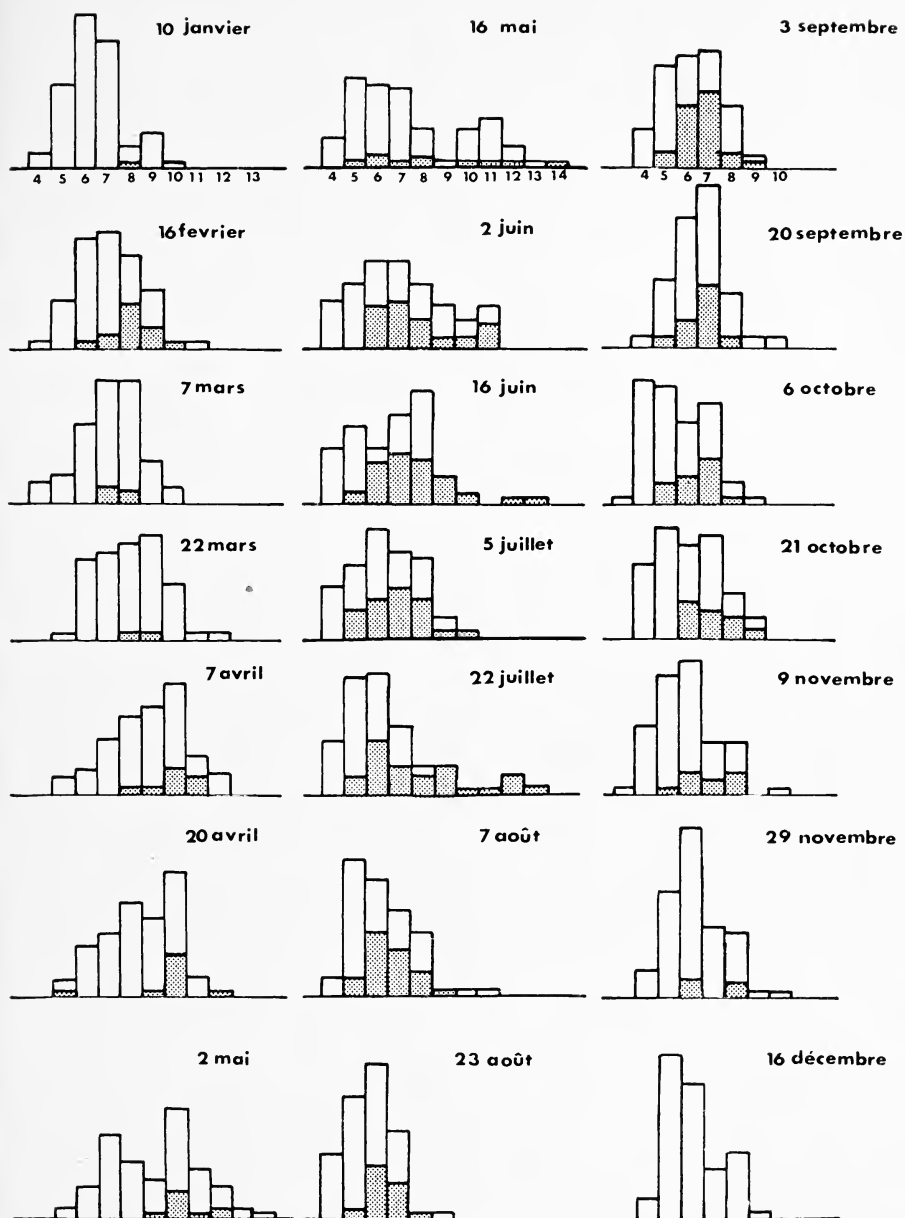 10 janvier
4 5 6 7 8 9 10 11 12 13
16 fevrier
7 mars
22 mars
7 avril
20 avril
2 mai
16 mai
4 5 6 7 8 9 10 11 12 13 14
2 juin
16 juin
5 juillet
22 juillet
7 août
23 août
3 septembre
4 5 6 7 8 9 10
20 septembre
6 octobre
21 octobre
9 novembre
29 novembre
16 décembre